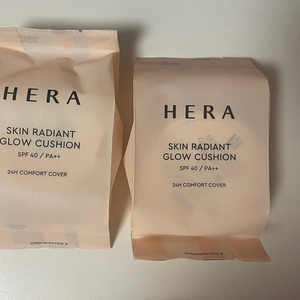 HERA
SKIN RADIANT
GLOW CUSHION
SPF 40 / PA++
24H COMFORT COVER
HERA
SKIN RADIANT
GLOW CUSHION
SPF 40 / PA++
24H COMFORT COVER